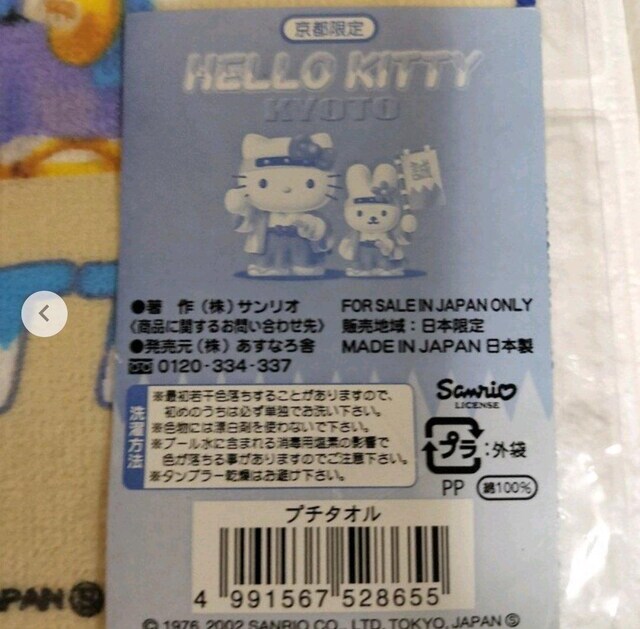 京都限定
HELLO KITTY
KYOTO
●著 作(株)サンリオ
〈商品に関するお問い合わせ先〉
●発売元(株)あすなろ舎
0120-334-337
FOR SALE IN JAPAN ONLY
販売地域:日本限定
MADE IN JAPAN 日本製
洗濯方法
※最初若干色落ちすることがありますので、
初めのうちは必ず単独でお洗い下さい。
※色物には漂白剤を使わないで下さい。
※プール水に含まれる消毒用塩素の影響で
色が落ちる事がありますのでご注意下さい。
※タンブラー乾燥はお避け下さい。
Sanrio
LICENSE
プラ:外袋
PP 綿100%
プチタオル
4 991567 528655
© 1976, 2002 SANRIO CO., LTD. TOKYO, JAPAN Ⓢ
PAN Ⓢ